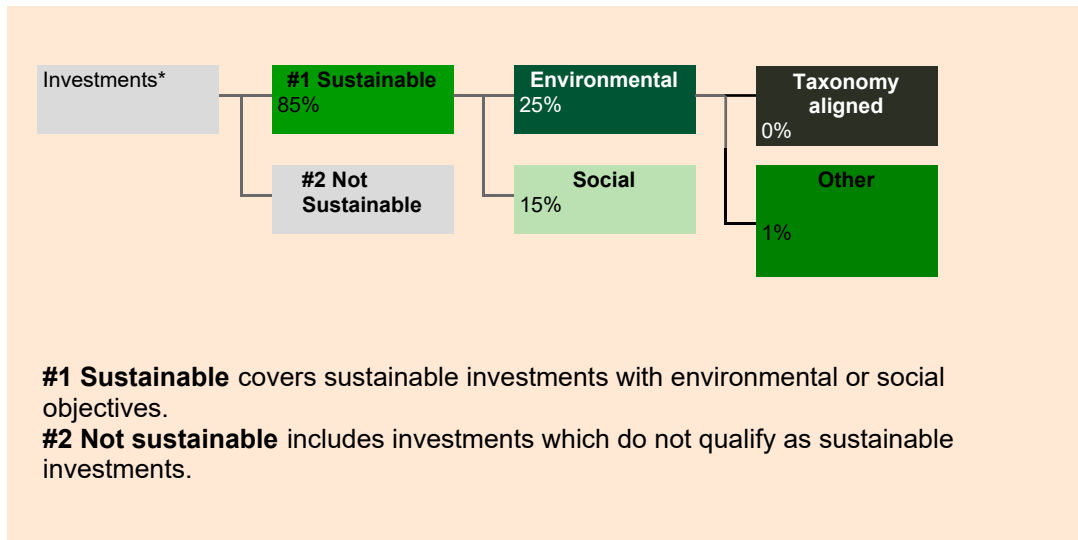 Investments*
#1 Sustainable
85%
Environmental
25%
Taxonomy
aligned
0%
#2 Not
Sustainable
Social
15%
Other
1%
#1 Sustainable covers sustainable investments with environmental or social
objectives.
#2 Not sustainable includes investments which do not qualify as sustainable
investments.